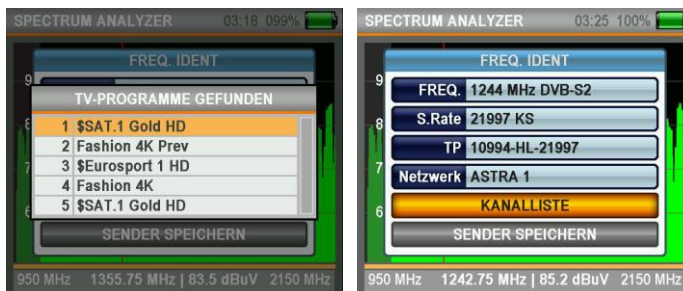 SPECTRUM ANALYZER 03:18 099%
FREQ. IDENT
9
TV-PROGRAMME GEFUNDEN
1 $SAT.1 Gold HD
8
2 Fashion 4K Prev
3 $Eurosport 1 HD
7
4 Fashion 4K
5 $SAT.1 Gold HD
6
SENDER SPEICHERN
950 MHz 1355.75 MHz | 83.5 dBuV 2150 MHz
SPECTRUM ANALYZER 03:25 100%
FREQ. IDENT
9
FREQ. 1244 MHz DVB-S2
8
S.Rate 21997 KS
TP 10994-HL-21997
7
Netzwerk ASTRA 1
KANALLISTE
6
SENDER SPEICHERN
950 MHz 1242.75 MHz | 85.2 dBuV 2150 MHz